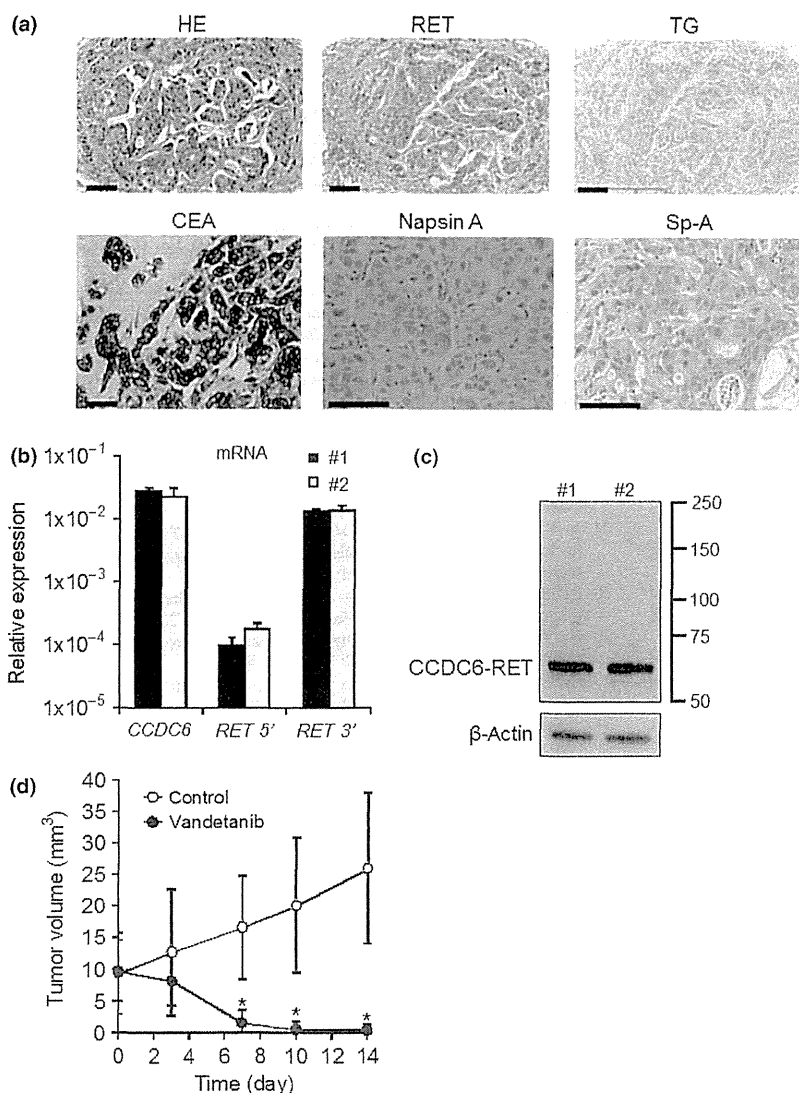 (a)
HE RET TG
CEA Napsin A Sp-A
(b)
mRNA
#1
#2
Relative expression
1x10⁻¹
1x10⁻²
1x10⁻³
1x10⁻⁴
1x10⁻⁵
CCDC6 RET 5' RET 3'
(c)
#1 #2
250
150
100
75
50
CCDC6-RET
β-Actin
(d)
Control
Vandetanib
Tumor volume (mm³)
40
35
30
25
20
15
10
5
0
* * *
0 2 4 6 8 10 12 14
Time (day)